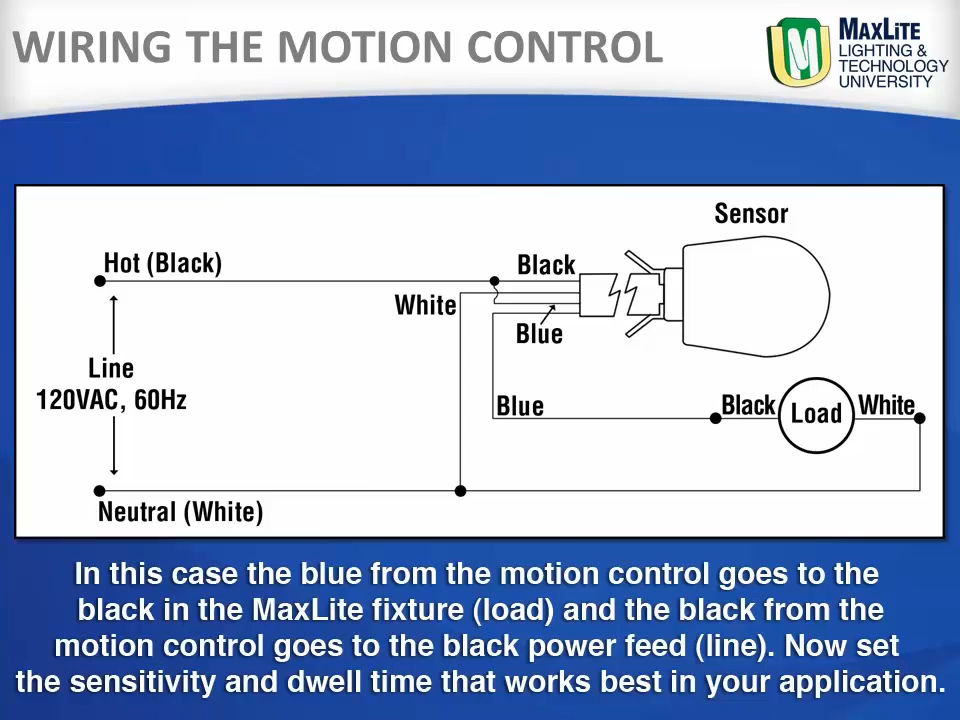 WIRING THE MOTION CONTROL
MAXLITE
LIGHTING &
TECHNOLOGY
UNIVERSITY
Sensor
Hot (Black)
Black
White
Blue
Line
120VAC, 60Hz
Blue
Black
Load
White
Neutral (White)
In this case the blue from the motion control goes to the
black in the MaxLite fixture (load) and the black from the
motion control goes to the black power feed (line). Now set
the sensitivity and dwell time that works best in your application.